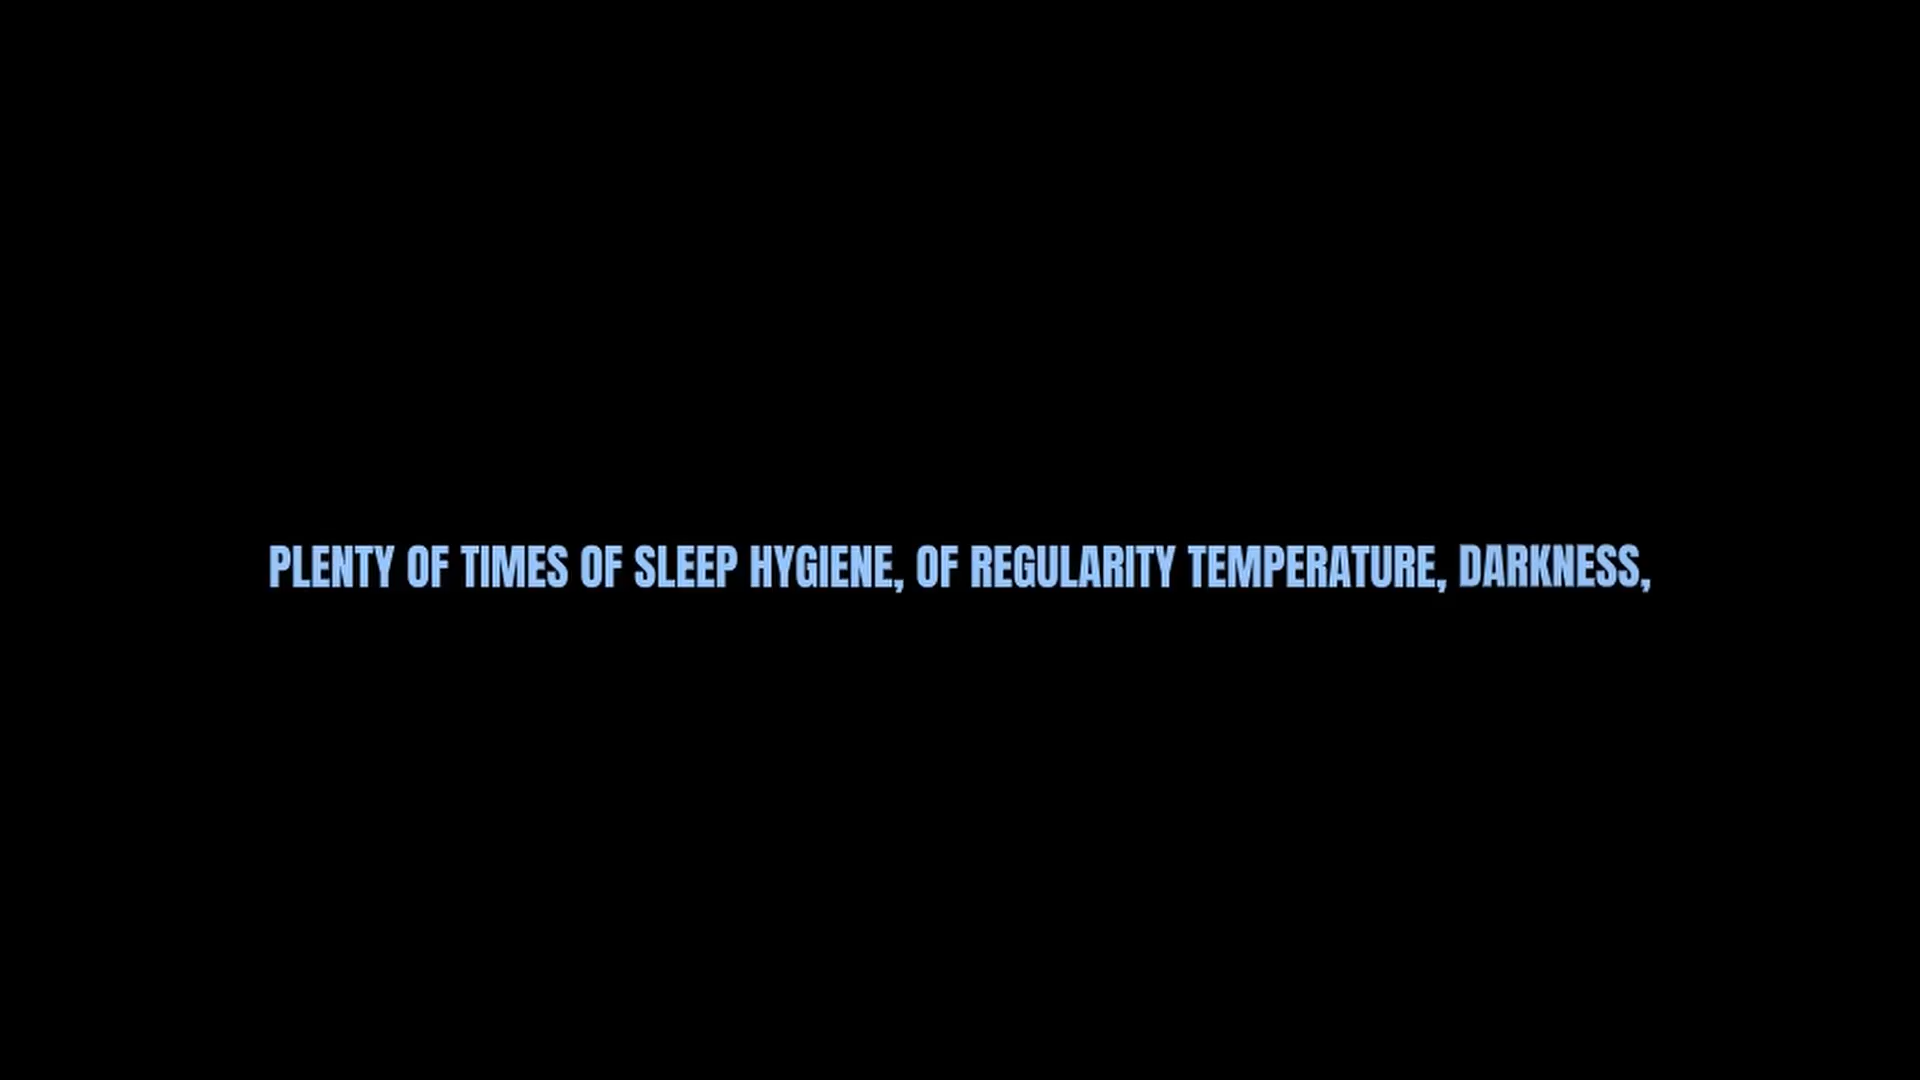 PLENTY OF TIMES OF SLEEP HYGIENE, OF REGULARITY TEMPERATURE, DARKNESS,